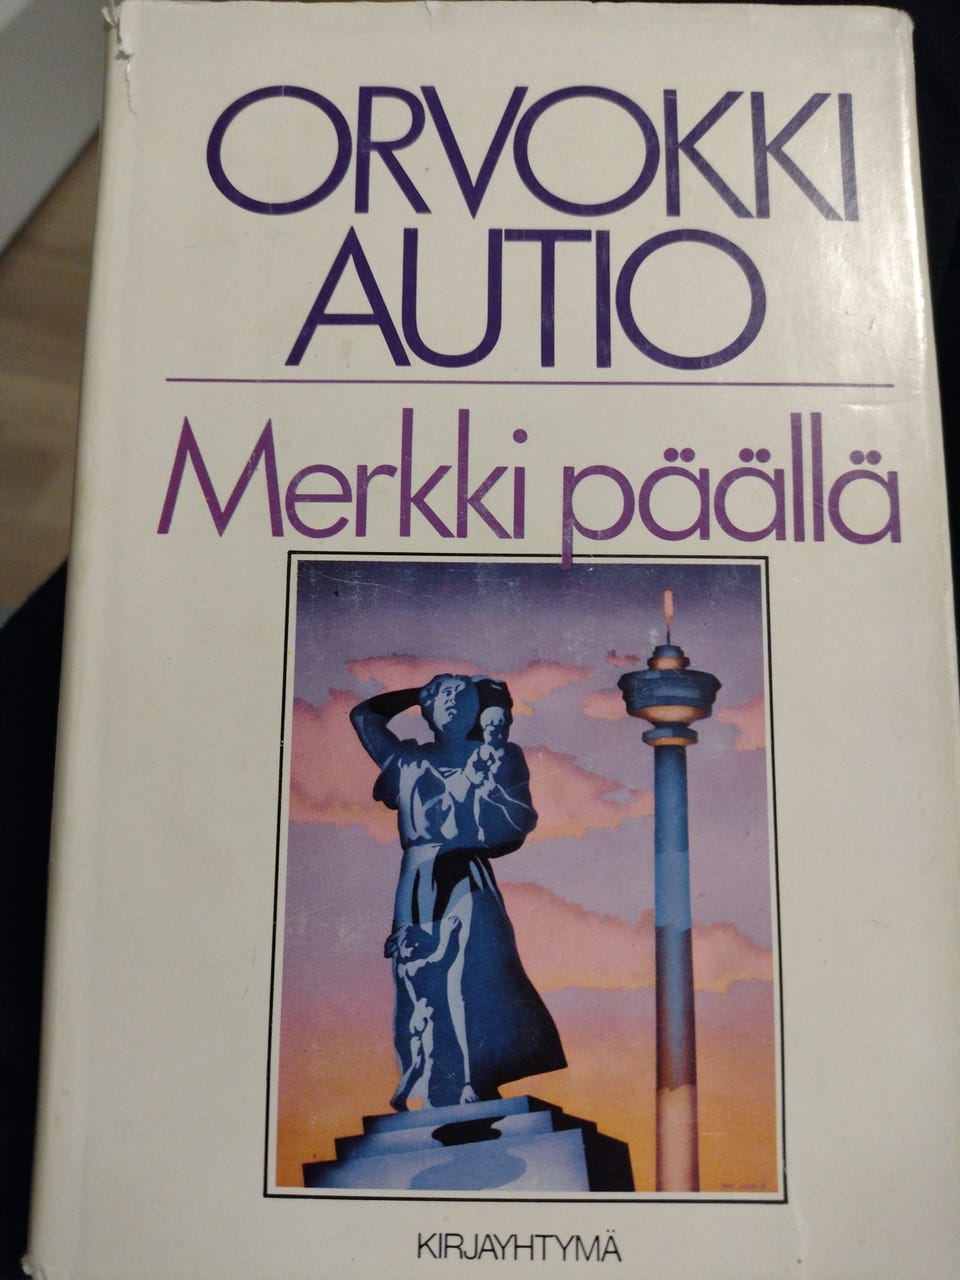 ORVOKKI
AUTIO
Merkki päällä
KIRJAYHTYMÄ